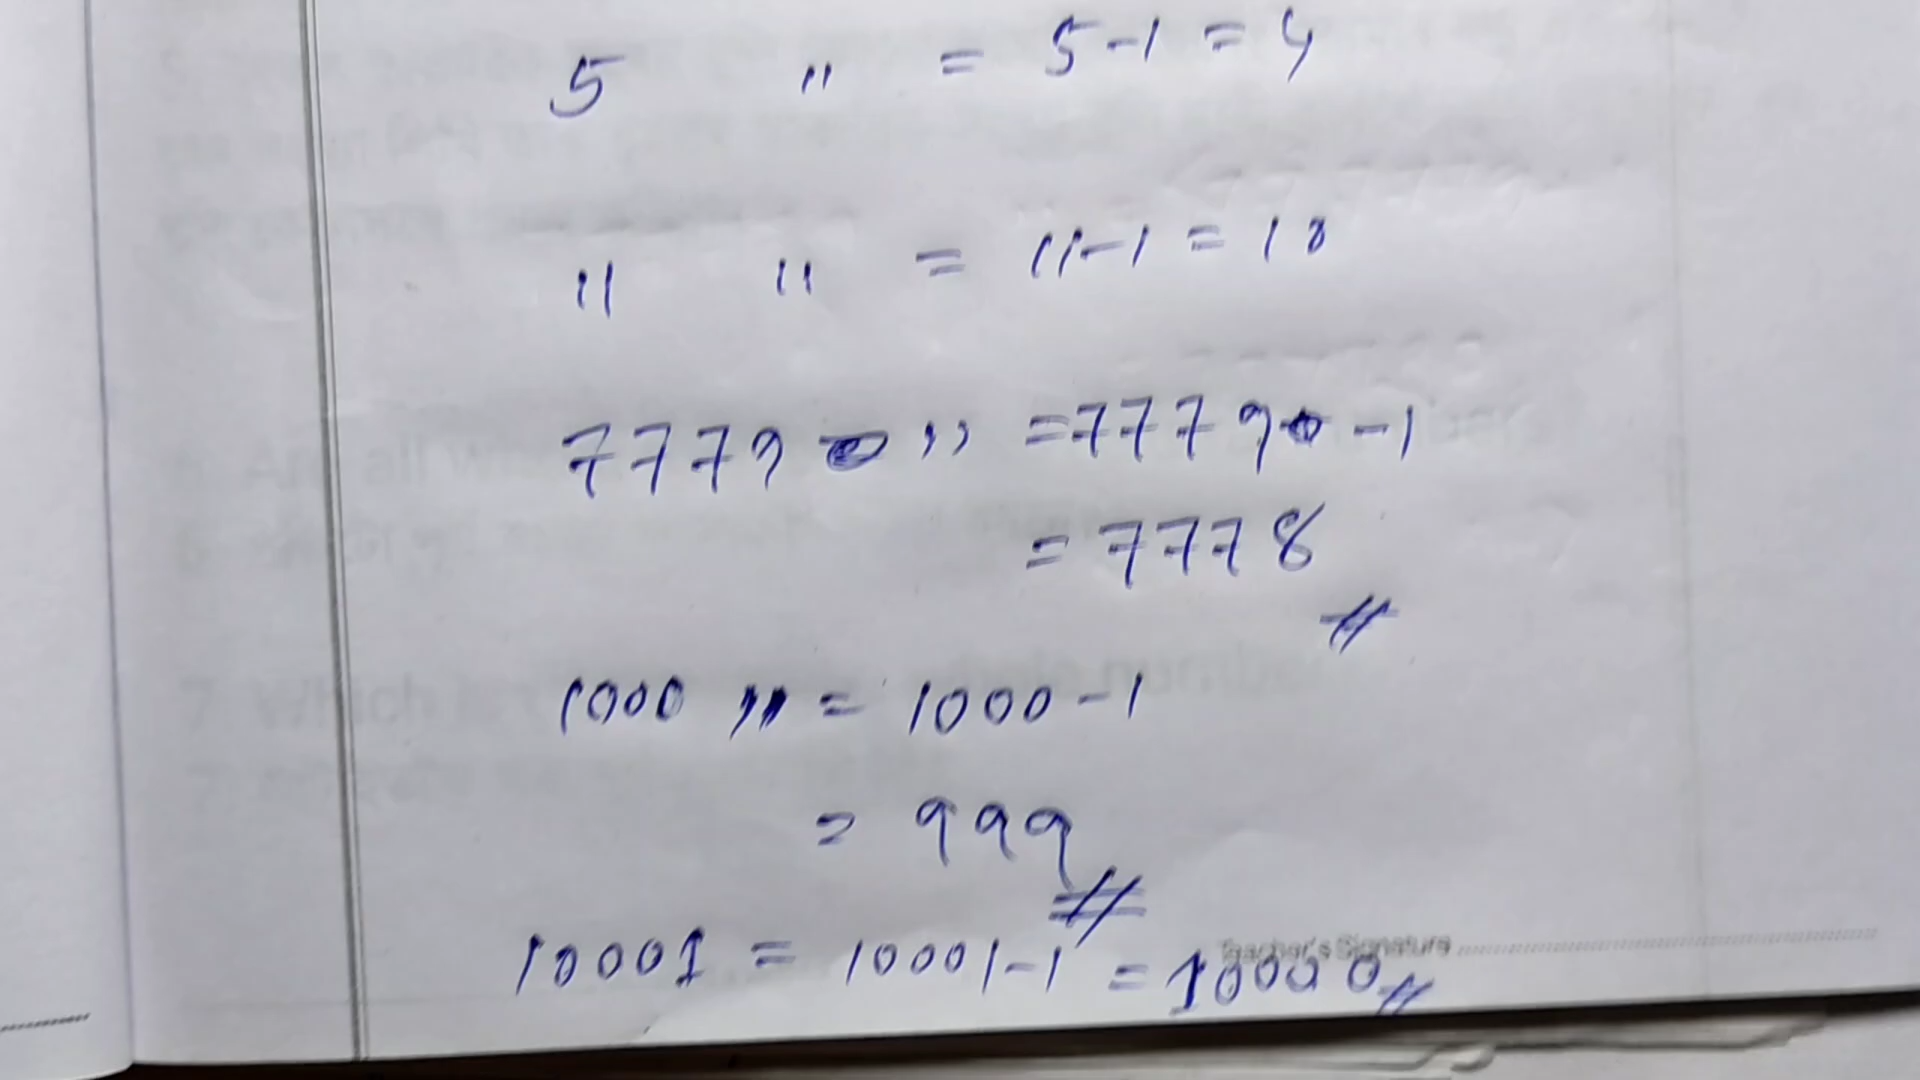 5 " = 5-1 = 4
11 " = 11-1 = 10
7779 " = 7779 -1
= 7778
1000 " = 1000-1
= 999
10001 = 10001-1 = 10000
Teacher's Signature